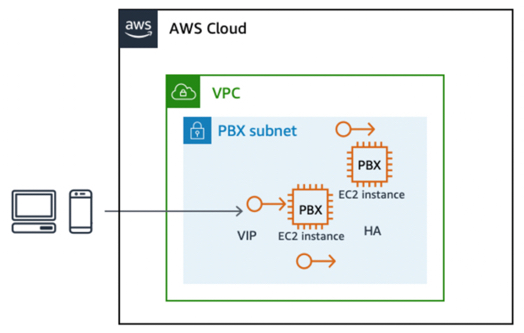 aws
AWS Cloud
VPC
PBX subnet
PBX
EC2 instance
PBX
VIP
EC2 instance
HA